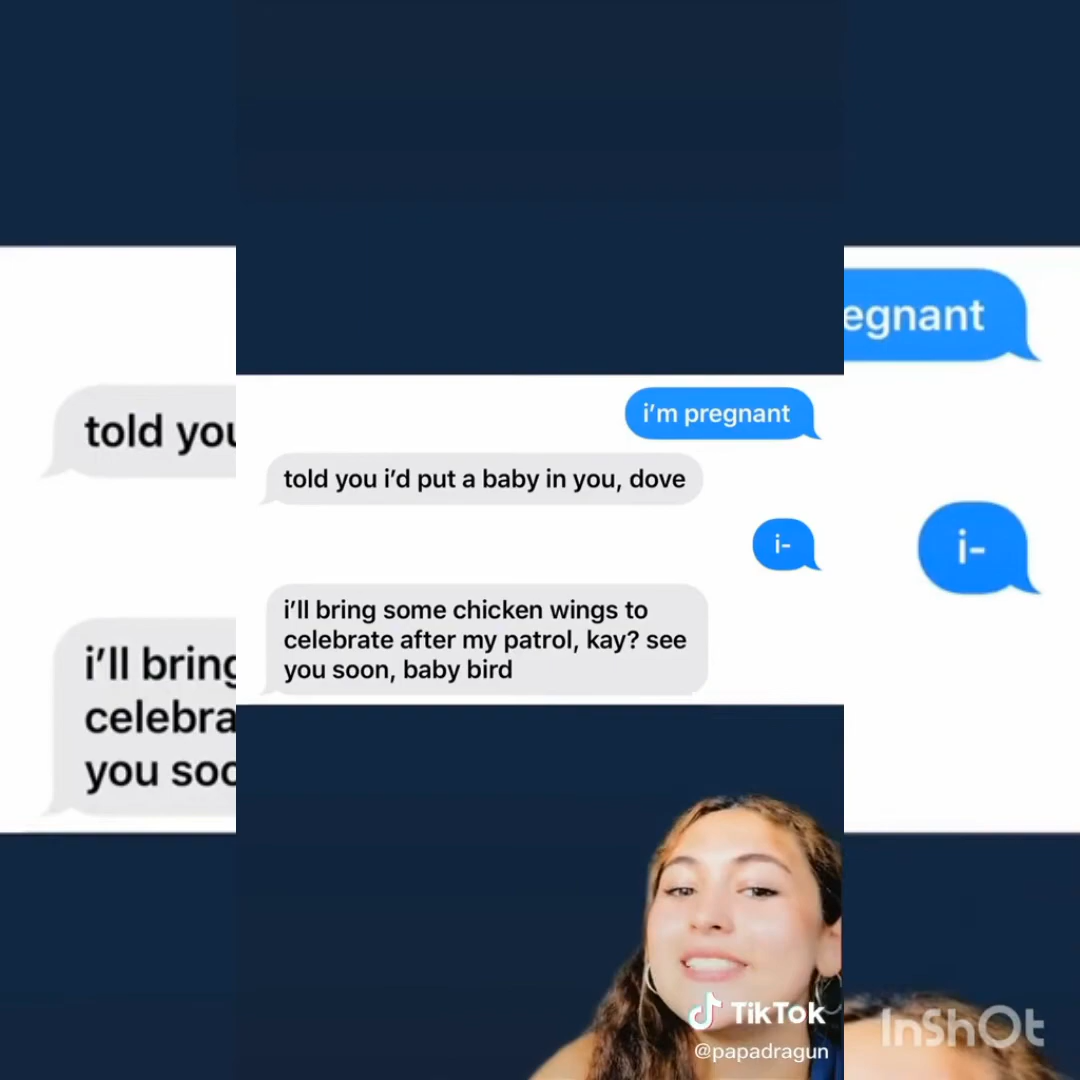 i'm pregnant
told you i'd put a baby in you, dove
i-
i'll bring some chicken wings to
celebrate after my patrol, kay? see
you soon, baby bird
TikTok
@papadragun
egnant
told you
i-
i'll bring
celebra
you soo
InShOt